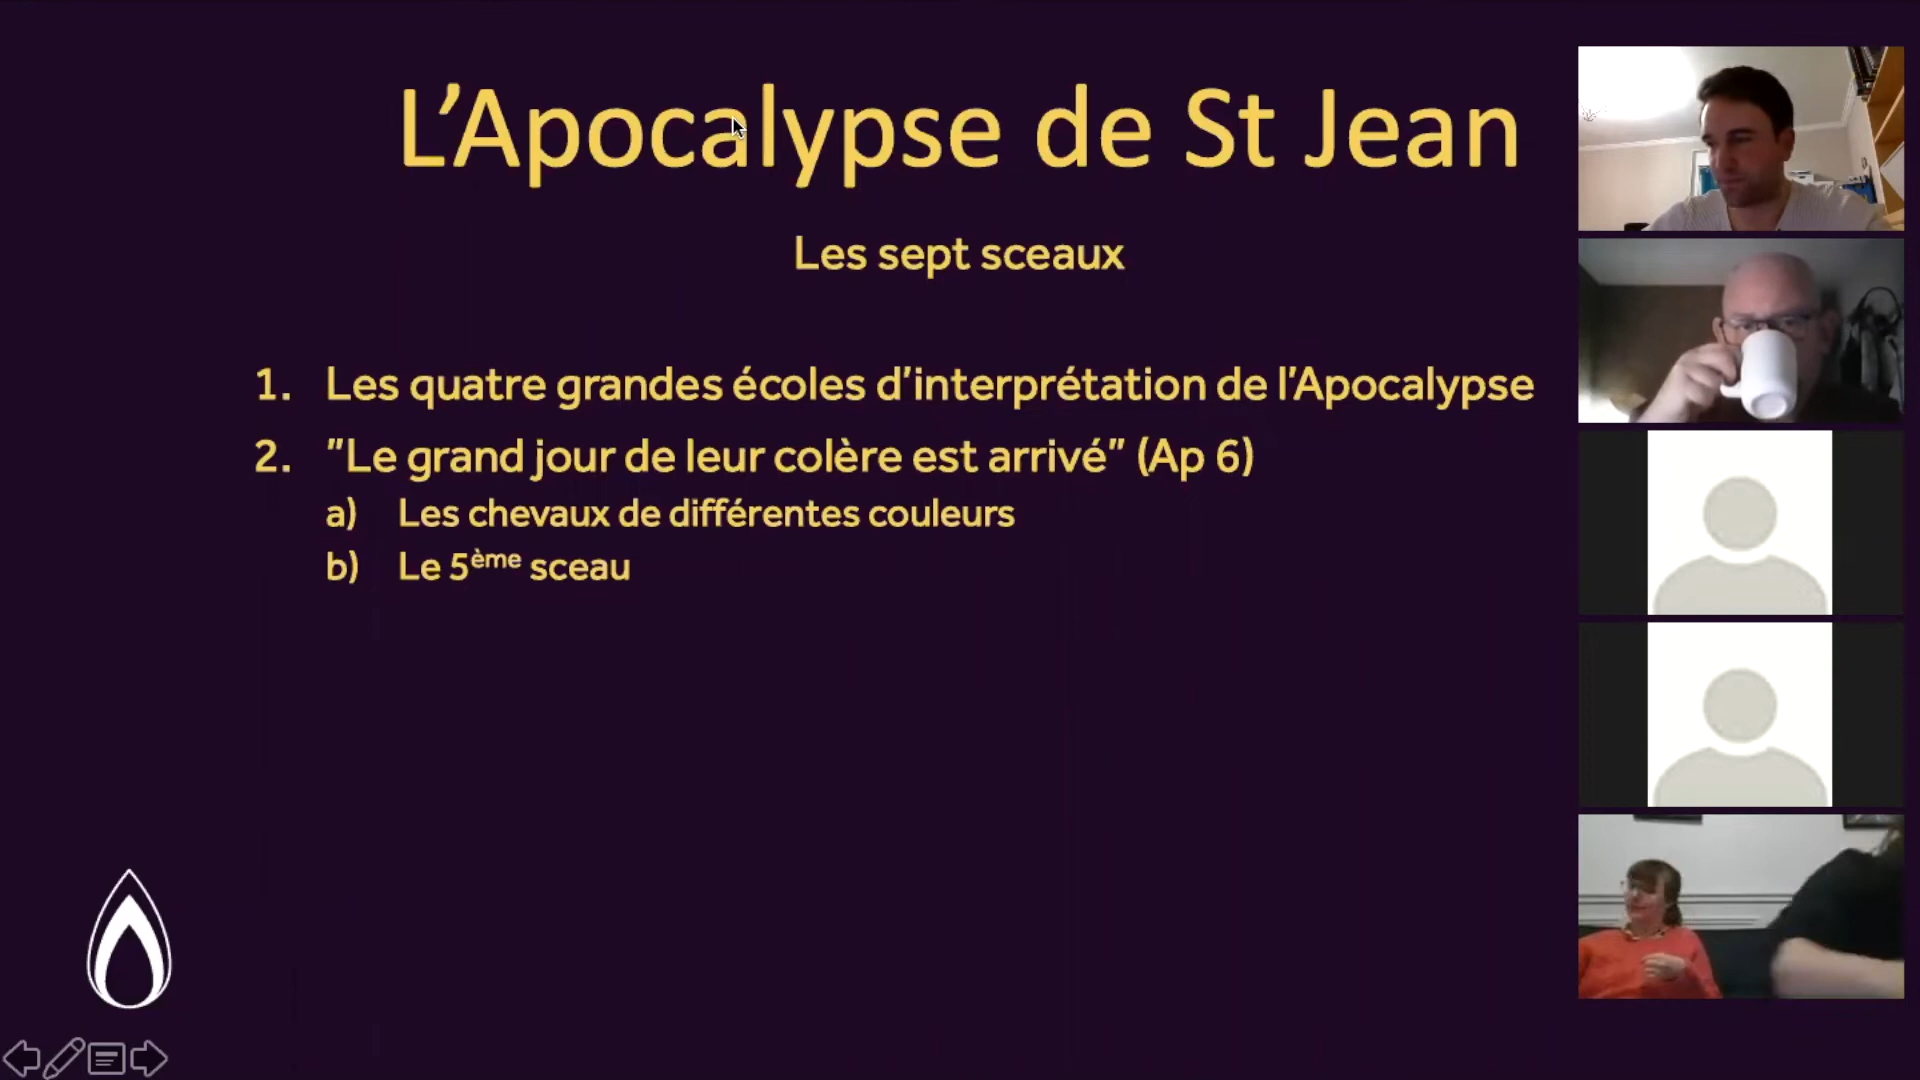 L’Apocalypse de St Jean
Les sept sceaux
1. Les quatre grandes écoles d’interprétation de l’Apocalypse
2. ”Le grand jour de leur colère est arrivé” (Ap 6)
a) Les chevaux de différentes couleurs
b) Le 5ème sceau